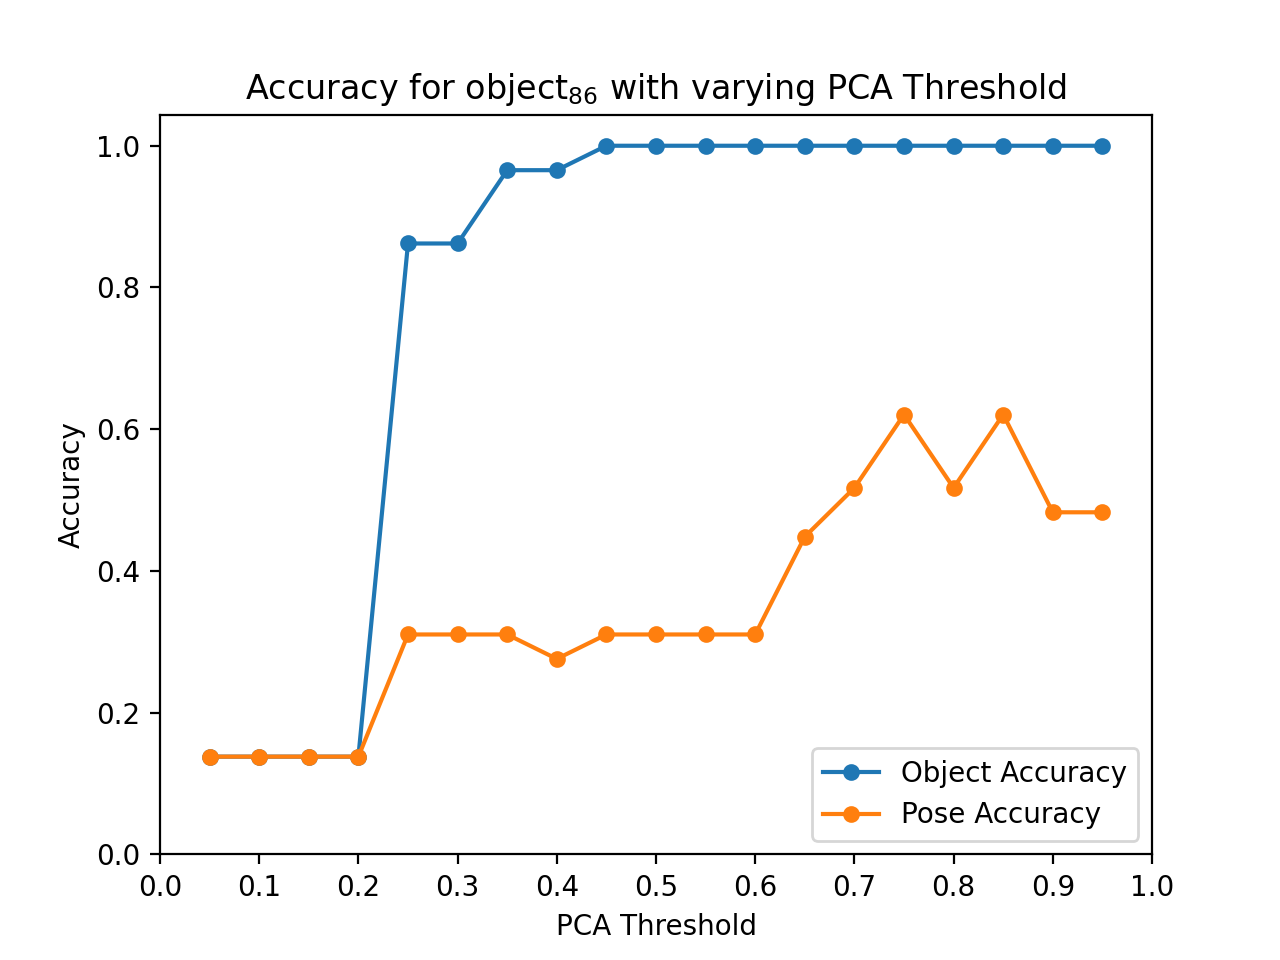 Accuracy for object₈₆ with varying PCA Threshold
1.0
0.8
0.6
0.4
0.2
0.0
Accuracy
Object Accuracy
Pose Accuracy
0.0 0.1 0.2 0.3 0.4 0.5 0.6 0.7 0.8 0.9 1.0
PCA Threshold